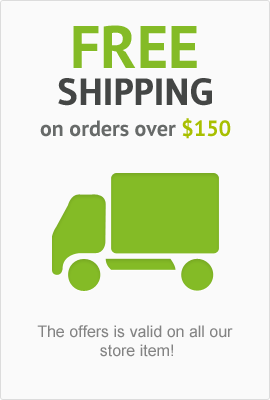 FREE
SHIPPING
on orders over $150
The offers is valid on all our
store item!